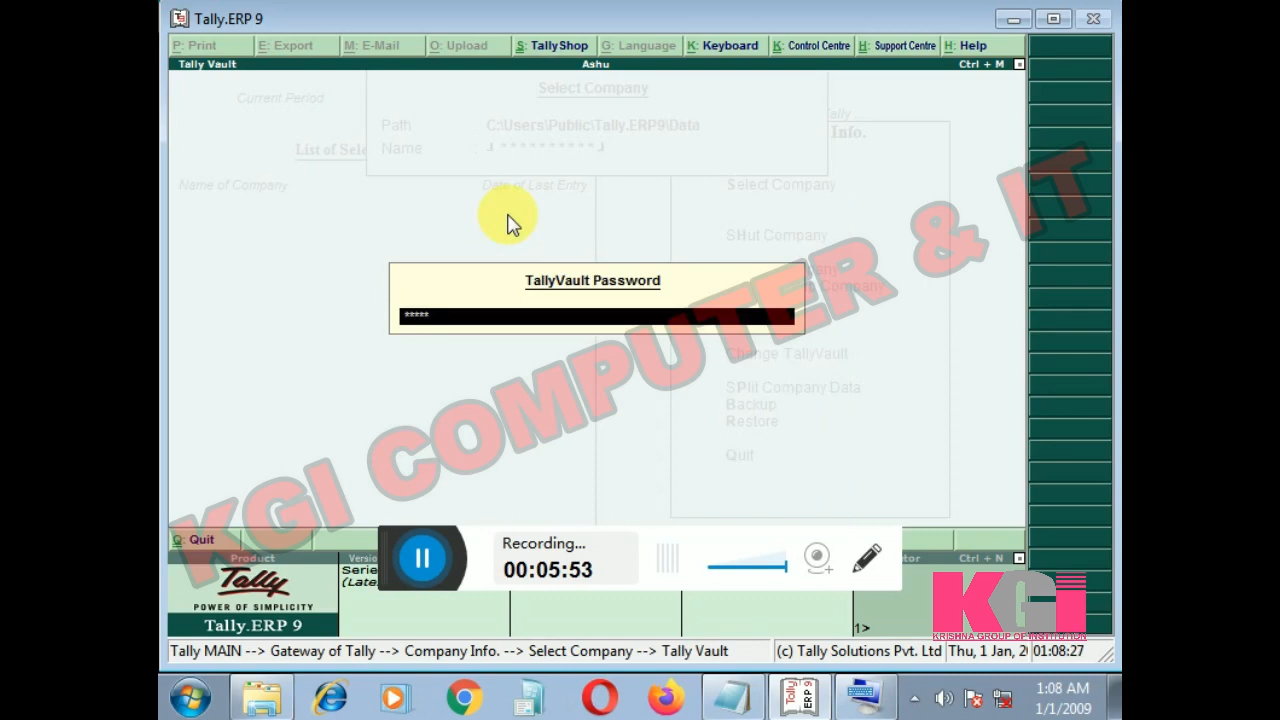 Tally.ERP 9
P: Print E: Export M: E-Mail O: Upload S: TallyShop G: Language K: Keyboard K: Control Centre H: Support Centre H: Help
Tally Vault Ashu Ctrl + M
Select Company
Current Period
Path C:\Users\Public\Tally.ERP9\Data
Info.
Name : **********
List of Sele
Name of Company Date of Last Entry
Select Company
SHut Company
Company
TallyVault Password
*****
Change TallyVault
SPlit Company Data
Backup
Restore
Quit
KGI COMPUTER & IT
Q: Quit
Recording...
00:05:53
Product Ctrl + N
Tally
POWER OF SIMPLICITY
Tally.ERP 9
Series
(Late
1>
KGI
KRISHNA GROUP OF INSTITUTION
Tally MAIN --> Gateway of Tally --> Company Info. --> Select Company --> Tally Vault (c) Tally Solutions Pvt. Ltd Thu, 1 Jan, 2 01:08:27
Tally ERP 9
1:08 AM
1/1/2009